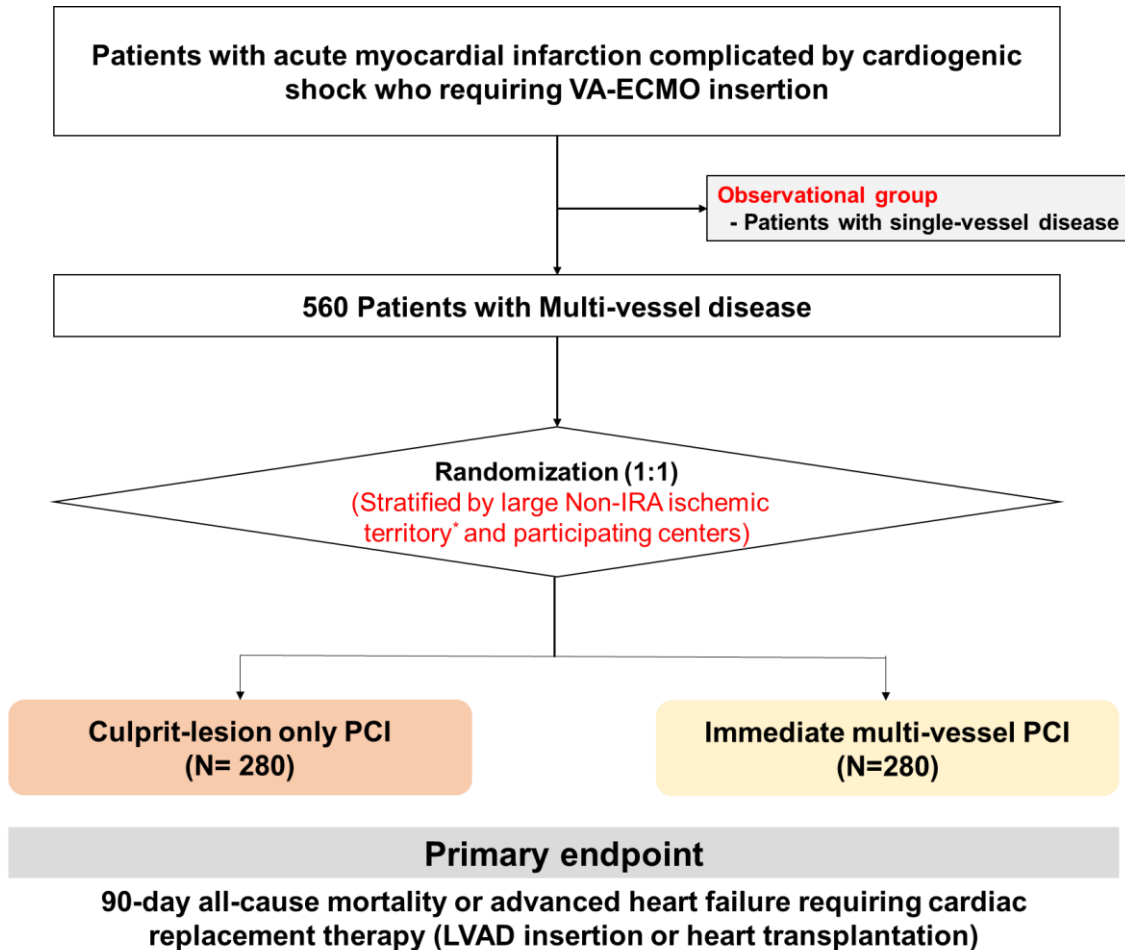 Patients with acute myocardial infarction complicated by cardiogenic
shock who requiring VA-ECMO insertion
Observational group
- Patients with single-vessel disease
560 Patients with Multi-vessel disease
Randomization (1:1)
(Stratified by large Non-IRA ischemic
territory* and participating centers)
Culprit-lesion only PCI
(N= 280)
Immediate multi-vessel PCI
(N=280)
Primary endpoint
90-day all-cause mortality or advanced heart failure requiring cardiac
replacement therapy (LVAD insertion or heart transplantation)